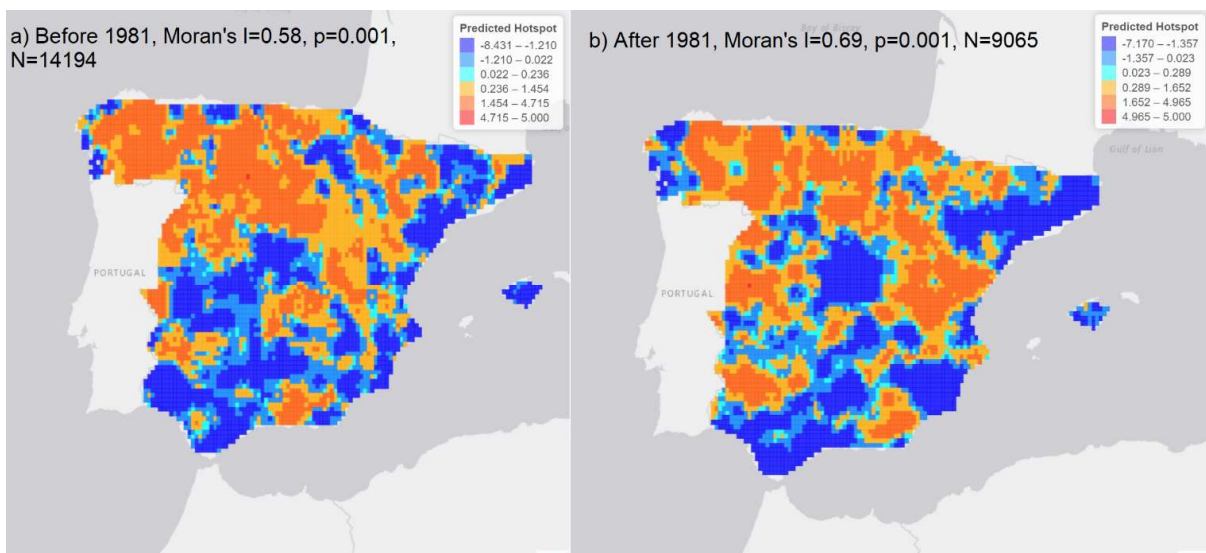 a) Before 1981, Moran's I=0.58, p=0.001,
N=14194
Predicted Hotspot
-8.431 – -1.210
-1.210 – 0.022
0.022 – 0.236
0.236 – 1.454
1.454 – 4.715
4.715 – 5.000
PORTUGAL
Bay of Biscay
b) After 1981, Moran's I=0.69, p=0.001, N=9065
Predicted Hotspot
-7.170 – -1.357
-1.357 – 0.023
0.023 – 0.289
0.289 – 1.652
1.652 – 4.965
4.965 – 5.000
Gulf of Lion
PORTUGAL